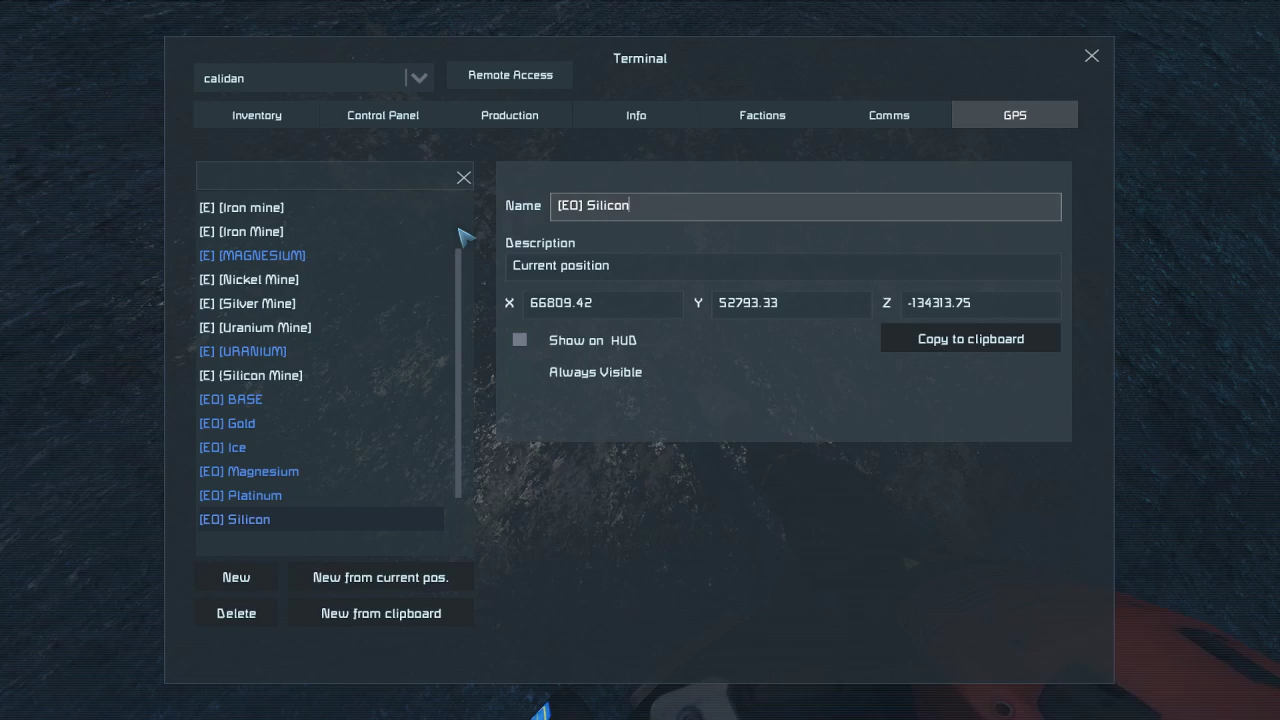 Terminal
calidan
Remote Access
Inventory
Control Panel
Production
Info
Factions
Comms
GPS
[E] [Iron mine]
[E] [Iron Mine]
[E] [MAGNESIUM]
[E] [Nickel Mine]
[E] [Silver Mine]
[E] [Uranium Mine]
[E] [URANIUM]
[E] {Silicon Mine]
[EO] BASE
[EO] Gold
[EO] Ice
[EO] Magnesium
[EO] Platinum
[EO] Silicon
New
New from current pos.
Delete
New from clipboard
Name [EO] Silicon
Description
Current position
X 66809.42 Y 52793.33 Z -134313.75
Show on HUD
Copy to clipboard
Always Visible